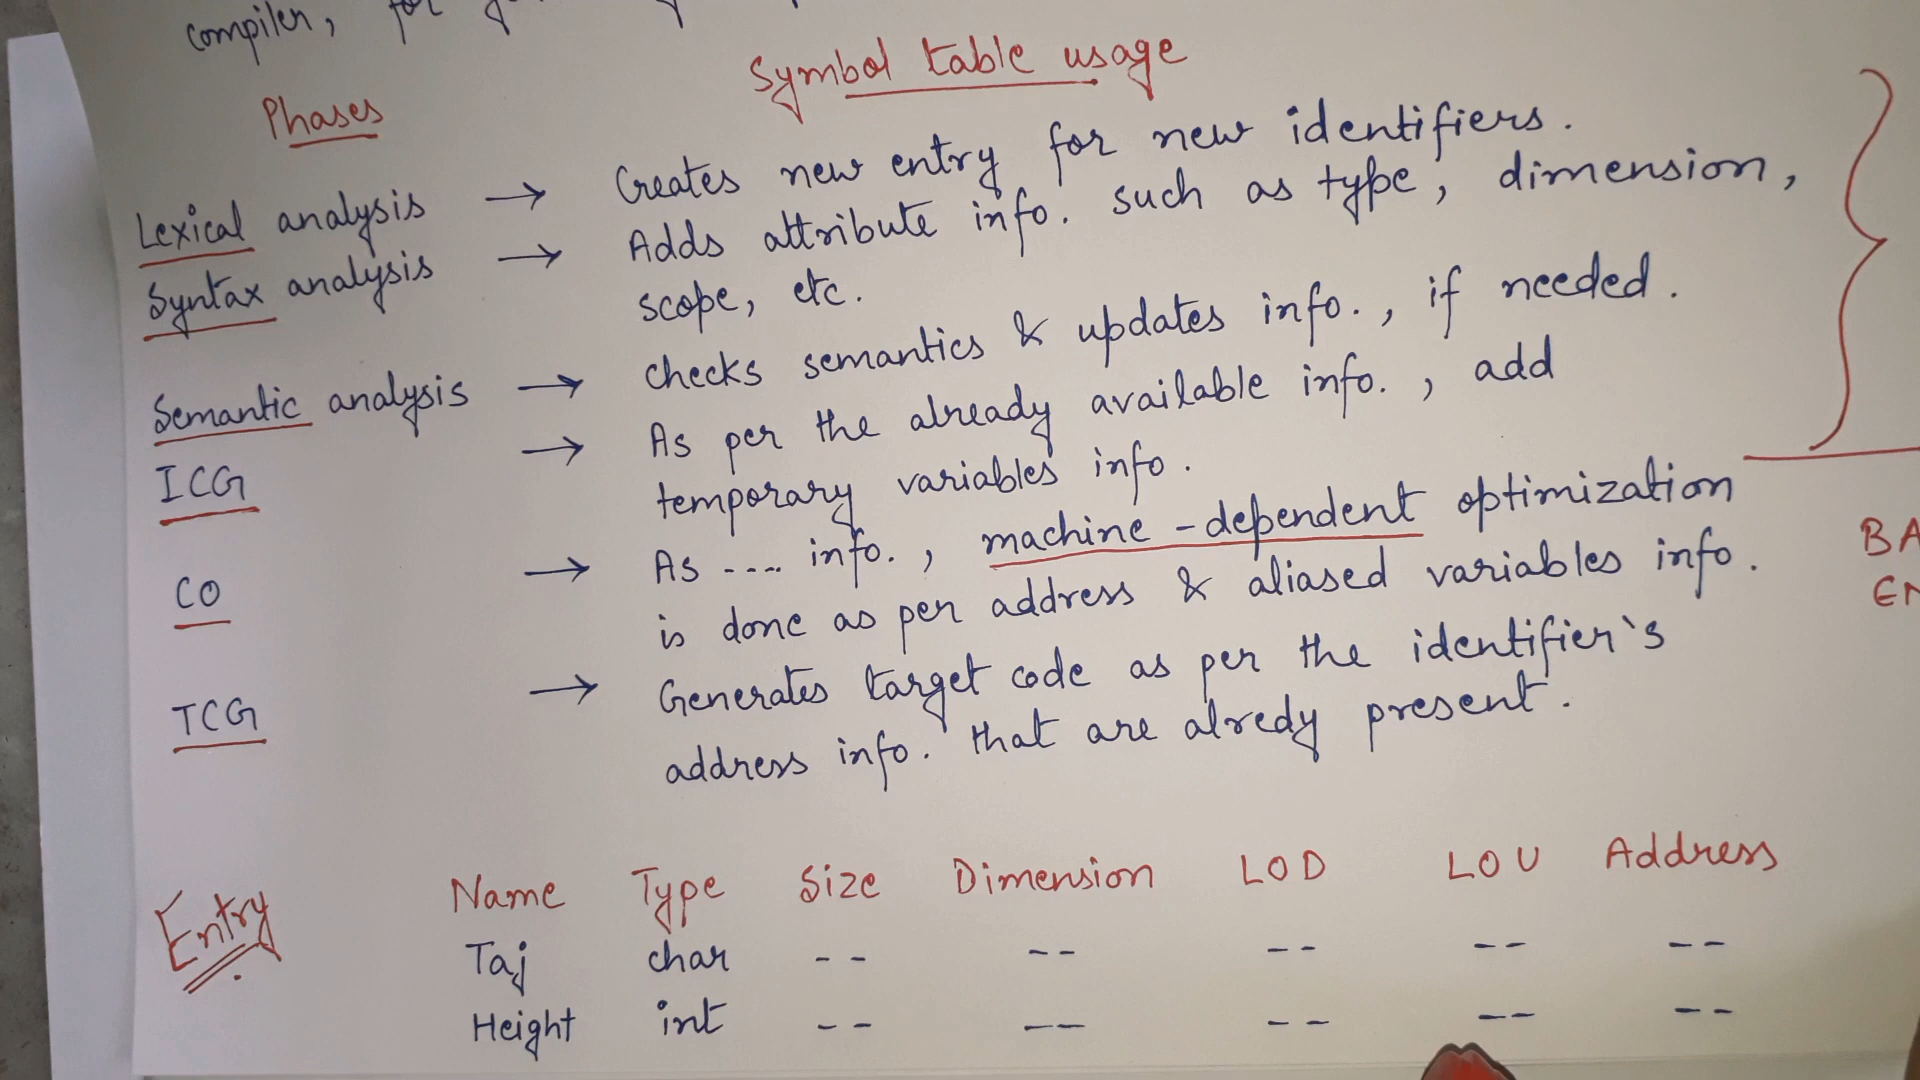 compiler, for
Symbol table usage
Phases
Lexical analysis → Creates new entry for new identifiers.
Syntax analysis → Adds attribute info. such as type, dimension,
scope, etc.
Semantic analysis → checks semantics & updates info., if needed.
ICG → As per the already available info., add
temporary variables info.
CO → As .... info., machine-dependent optimization
is done as per address & aliased variables info.
TCG → Generates target code as per the identifier's
address info. that are alredy present.
BA
EN
Entry
Name Type Size Dimension LOD LOU Address
Taj char -- -- -- -- --
Height int -- -- -- -- --